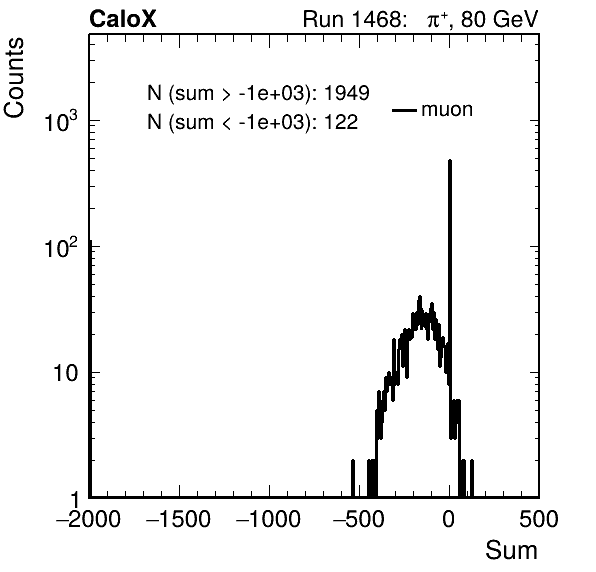 CaloX
Run 1468: π⁺, 80 GeV
Counts
N (sum > -1e+03): 1949
N (sum < -1e+03): 122
muon
10³
10²
10
1
−2000 −1500 −1000 −500 0 500
Sum